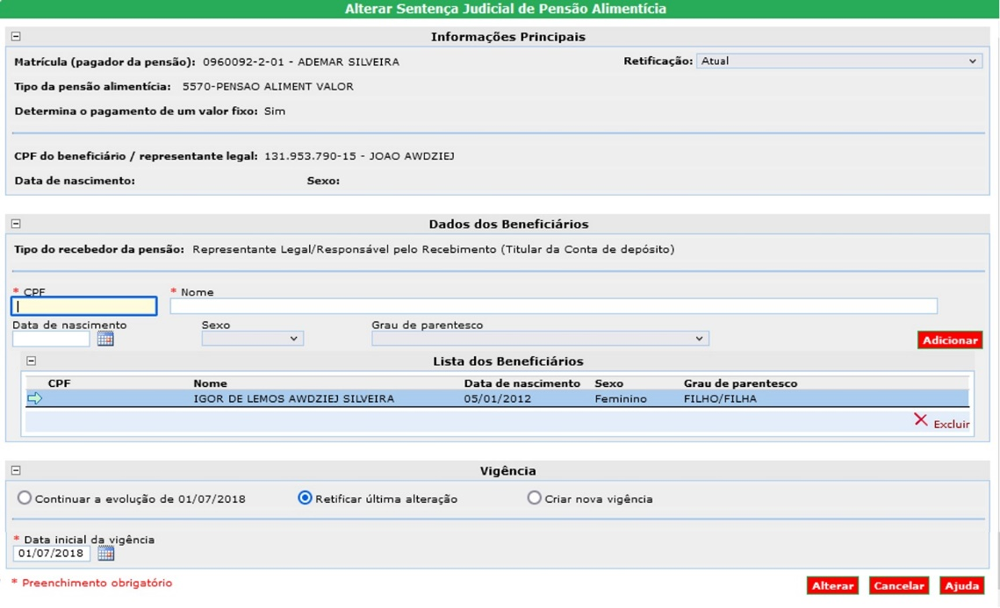 Alterar Sentença Judicial de Pensão Alimentícia
Informações Principais
Matrícula (pagador da pensão): 0960092-2-01 - ADEMAR SILVEIRA Retificação: Atual
Tipo da pensão alimentícia: 5570-PENSAO ALIMENT VALOR
Determina o pagamento de um valor fixo: Sim
CPF do beneficiário / representante legal: 131.953.790-15 - JOAO AWDZIEJ
Data de nascimento: Sexo:
Dados dos Beneficiários
Tipo do recebedor da pensão: Representante Legal/Responsável pelo Recebimento (Titular da Conta de depósito)
* CPF * Nome
Data de nascimento Sexo Grau de parentesco
Adicionar
Lista dos Beneficiários
CPF Nome Data de nascimento Sexo Grau de parentesco
IGOR DE LEMOS AWDZIEJ SILVEIRA 05/01/2012 Feminino FILHO/FILHA
Excluir
Vigência
Continuar a evolução de 01/07/2018 Retificar última alteração Criar nova vigência
* Data inicial da vigência
01/07/2018
* Preenchimento obrigatório Alterar Cancelar Ajuda